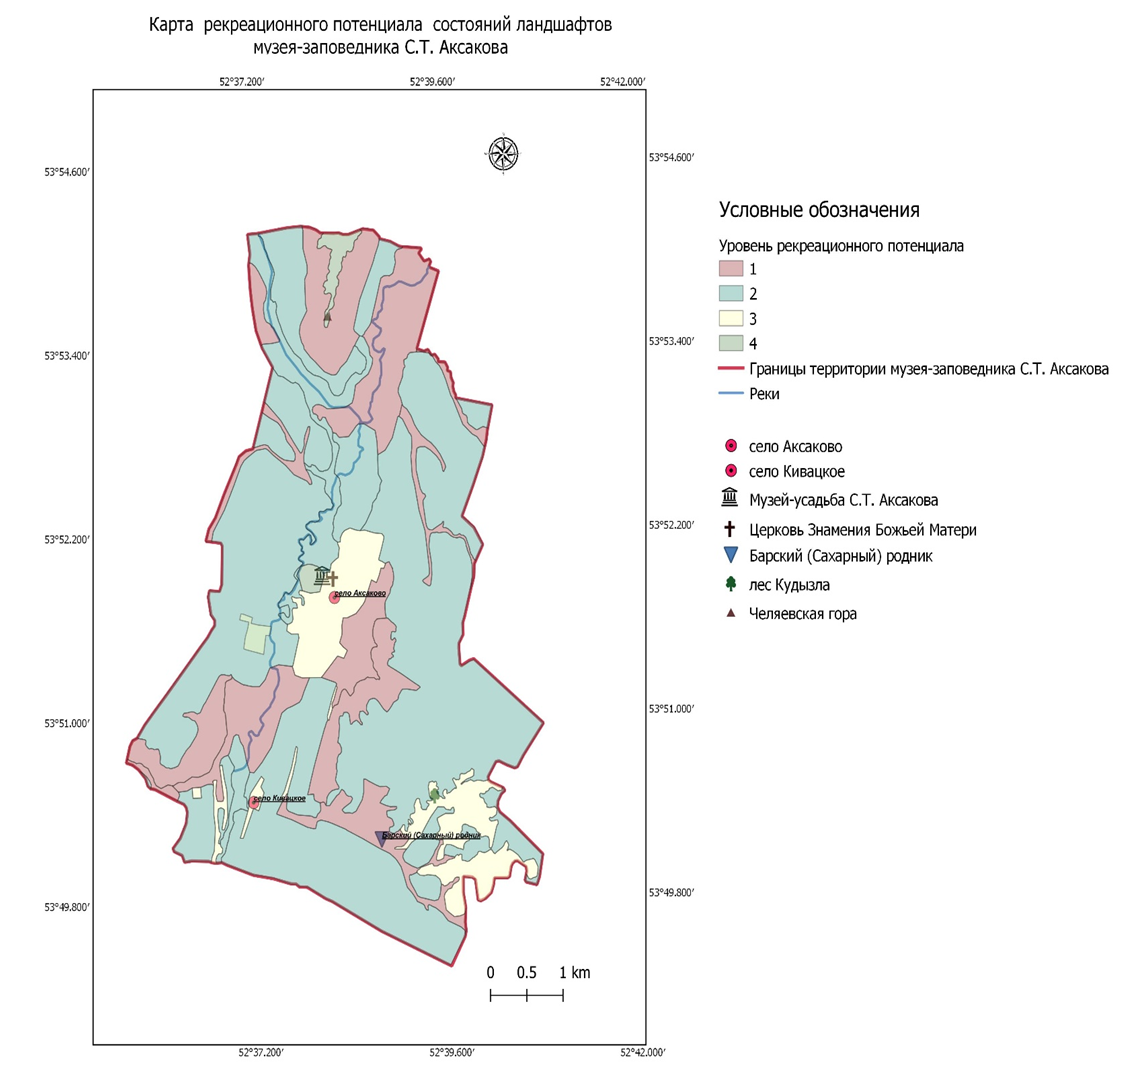 Карта рекреационного потенциала состояний ландшафтов
музея-заповедника С.Т. Аксакова
52°37.200′ 52°39.600′ 52°42.000′
53°54.600′ 53°54.600′
53°53.400′ 53°53.400′
53°52.200′ 53°52.200′
53°51.000′ 53°51.000′
53°49.800′ 53°49.800′
село Аксаково
село Кивацкое
Барский (Сахарный) родник
0 0.5 1 km
52°37.200′ 52°39.600′ 52°42.000′
Условные обозначения
Уровень рекреационного потенциала
1
2
3
4
Границы территории музея-заповедника С.Т. Аксакова
Реки
село Аксаково
село Кивацкое
Музей-усадьба С.Т. Аксакова
Церковь Знамения Божьей Матери
Барский (Сахарный) родник
лес Кудызла
Челяевская гора